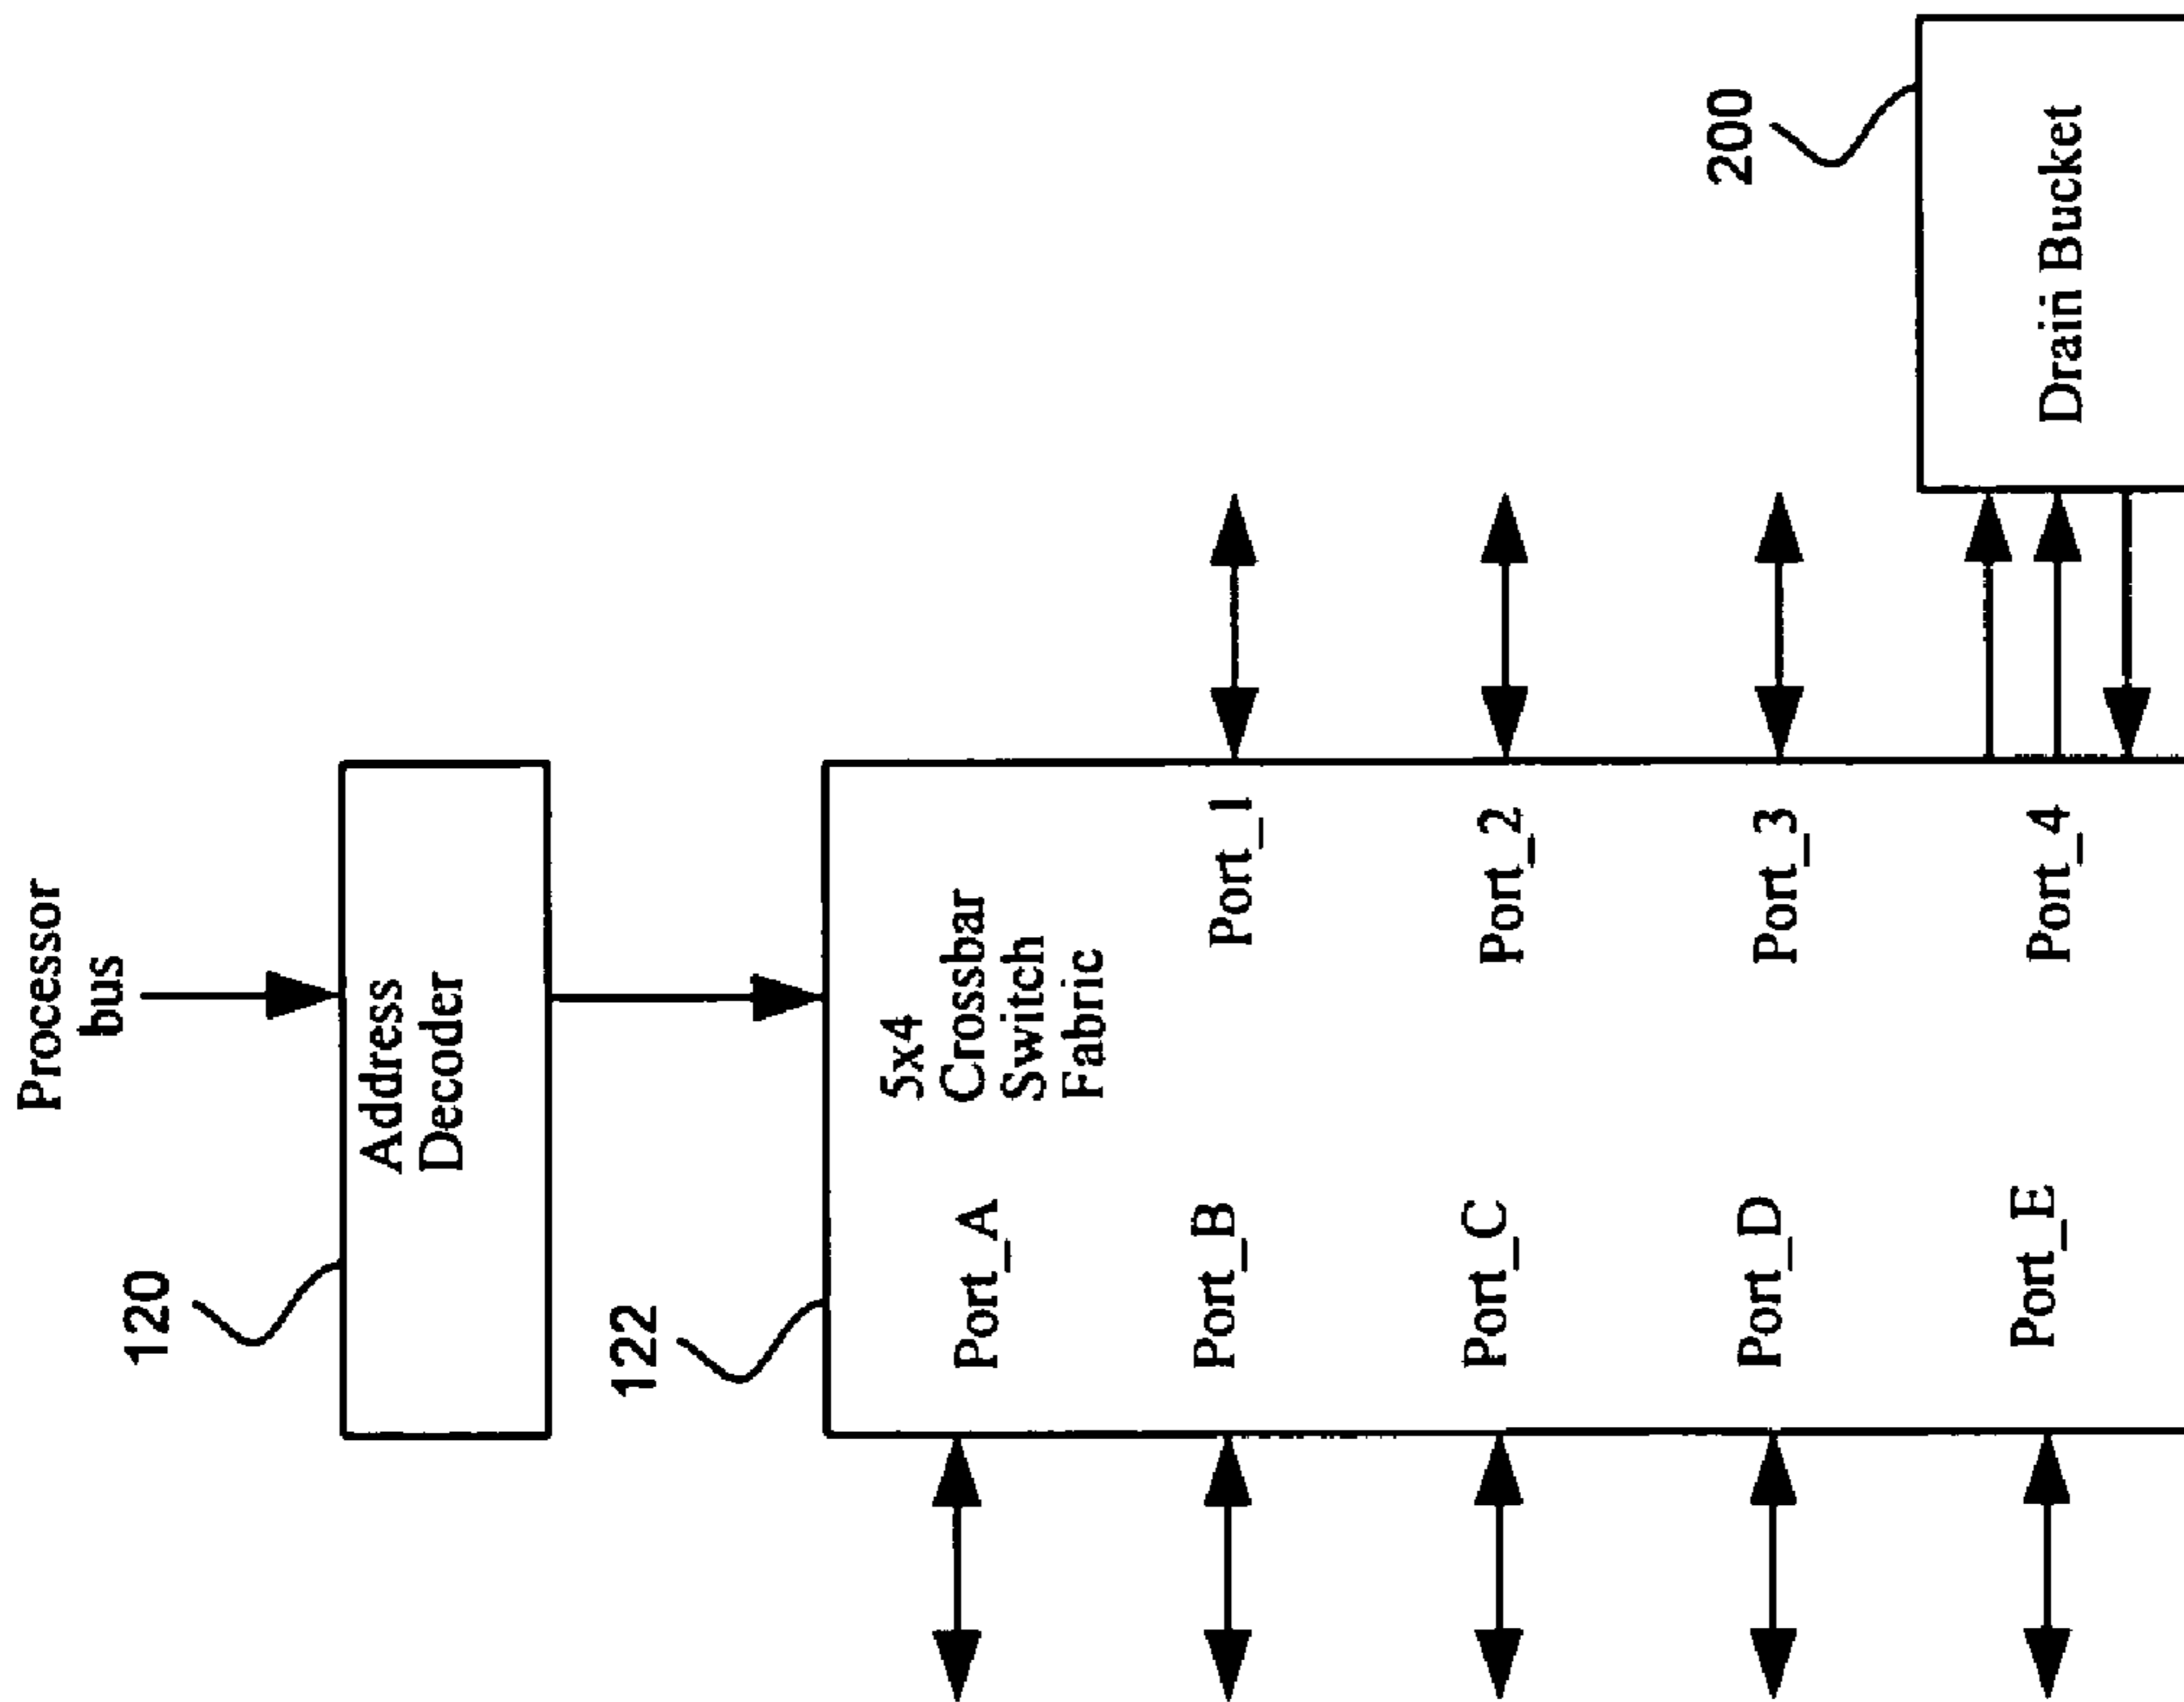 Processor
bus
120
Address
Decoder
122
5x4
Crossbar
Switch
Fabric
Port_A
Port_B
Port_C
Port_D
Port_E
Port_1
Port_2
Port_3
Port_4
200
Drain Bucket